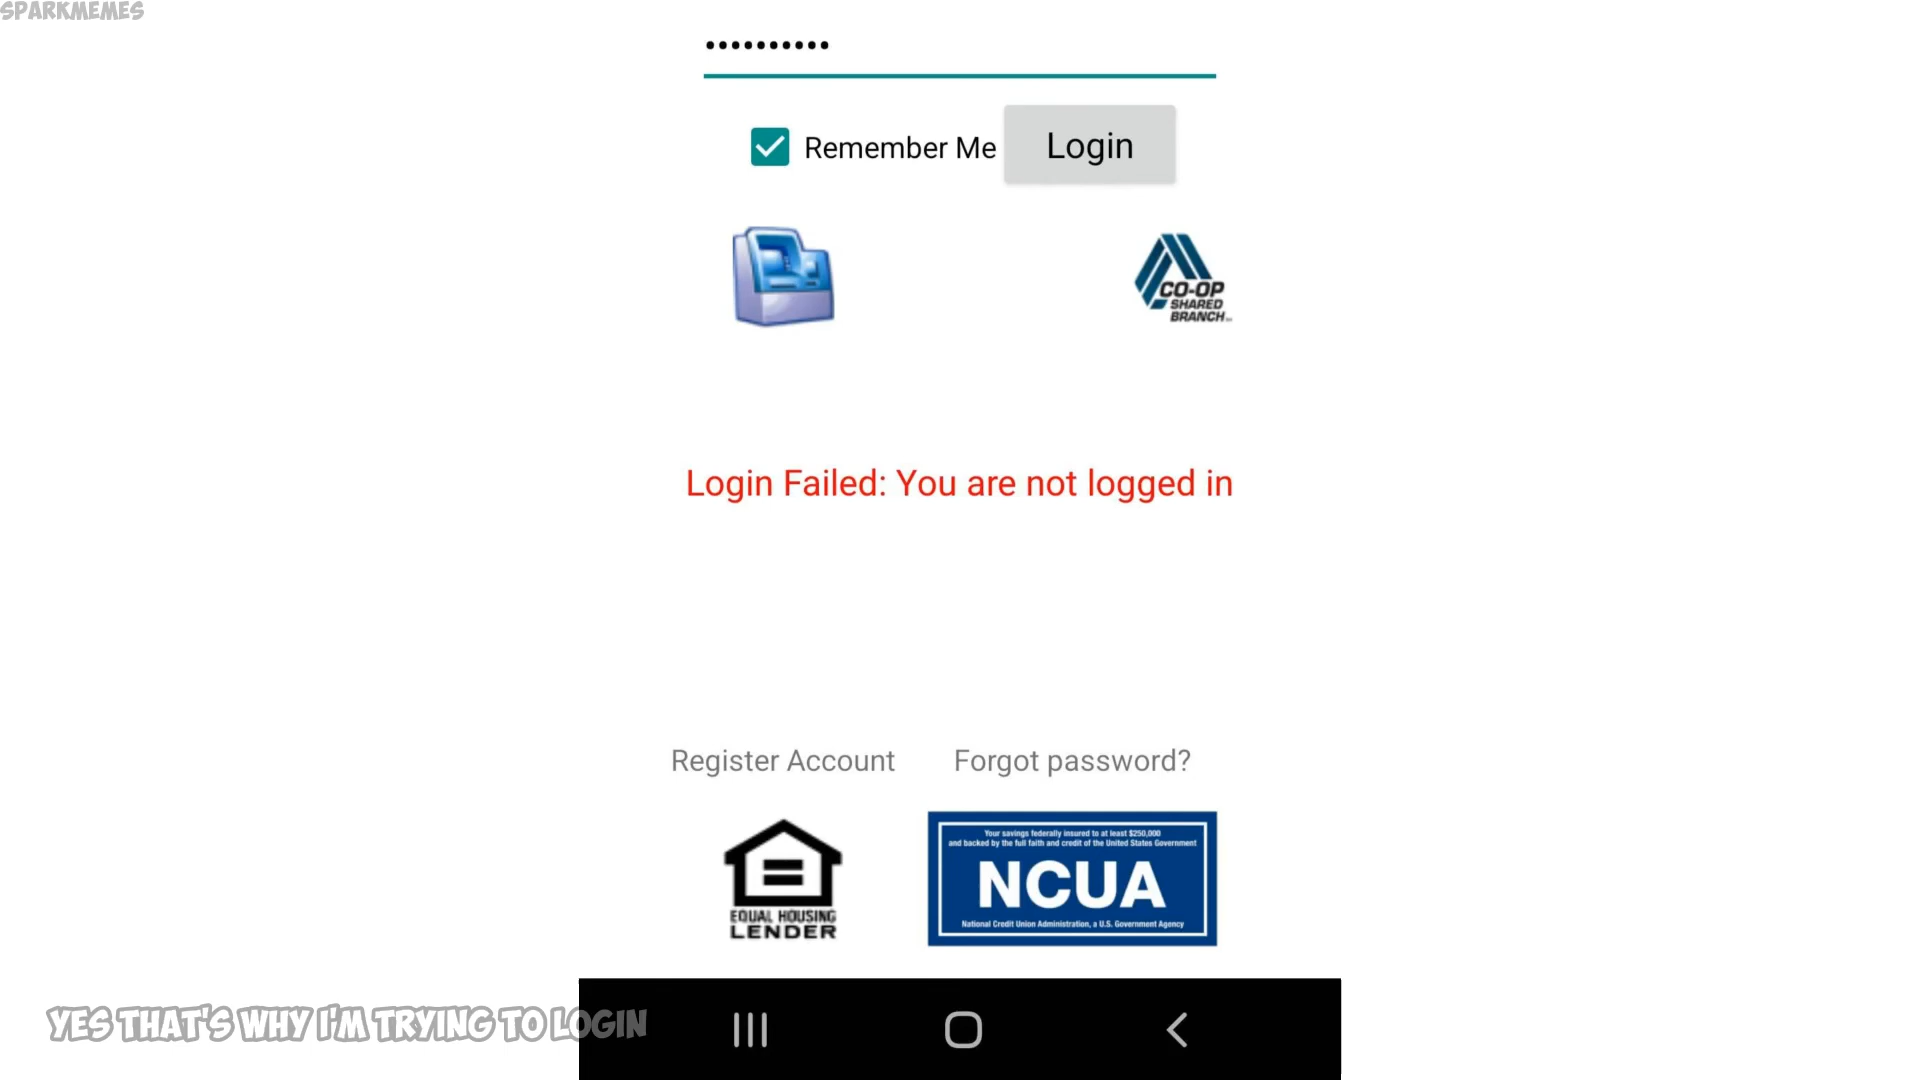 SPARKMEMES
••••••••••
Remember Me Login
CO-OP
SHARED
BRANCH
Login Failed: You are not logged in
Register Account Forgot password?
Your savings federally insured to at least $250,000
and backed by the full faith and credit of the United States Government
NCUA
National Credit Union Administration, a U.S. Government Agency
EQUAL HOUSING
LENDER
YES THAT'S WHY I'M TRYING TO LOGIN